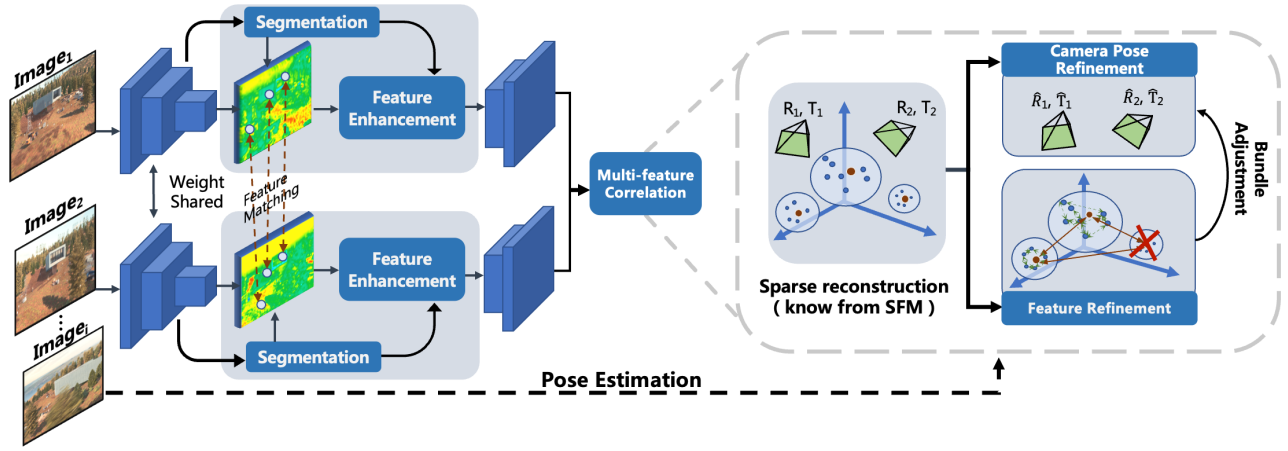 Image1
Segmentation
Feature
Enhancement
Weight
Shared
Feature
Matching
Image2
Feature
Enhancement
Segmentation
Imagei
Multi-feature
Correlation
Pose Estimation
R1, T1
R2, T2
Sparse reconstruction
( know from SFM )
Camera Pose
Refinement
R̂1, T̂1
R̂2, T̂2
Bundle
Adjustment
Feature Refinement